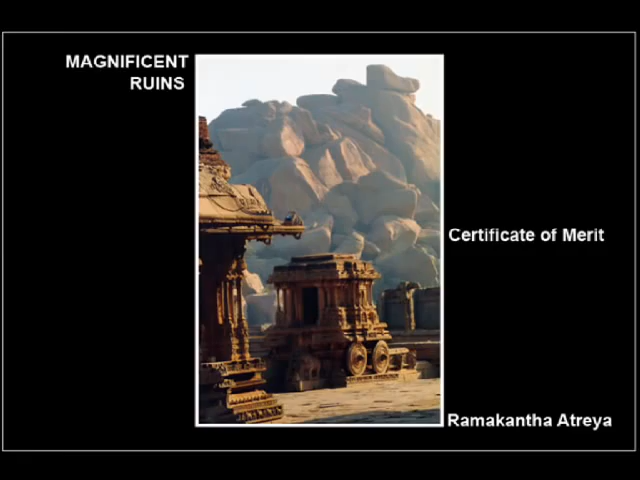 MAGNIFICENT
RUINS
Certificate of Merit
Ramakantha Atreya